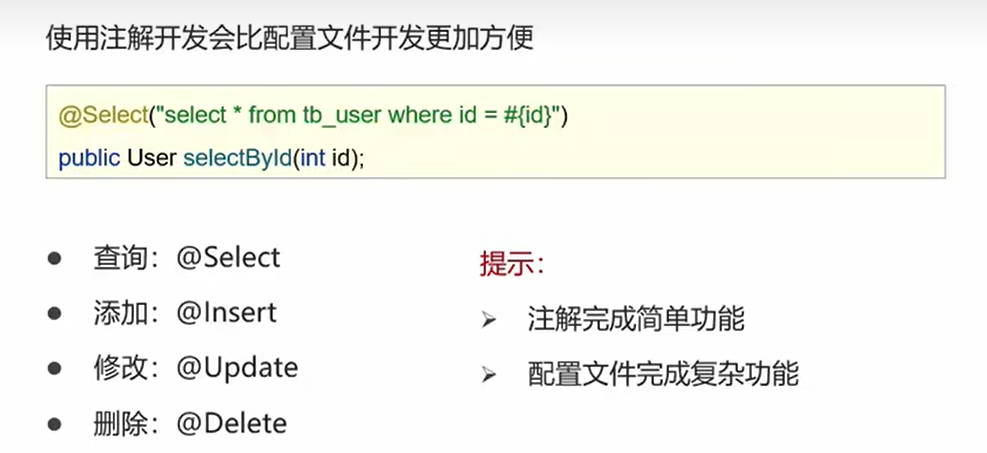 使用注解开发会比配置文件开发更加方便
@Select("select * from tb_user where id = #{id}")
public User selectById(int id);
● 查询：@Select
● 添加：@Insert
● 修改：@Update
● 删除：@Delete
提示：
➢ 注解完成简单功能
➢ 配置文件完成复杂功能